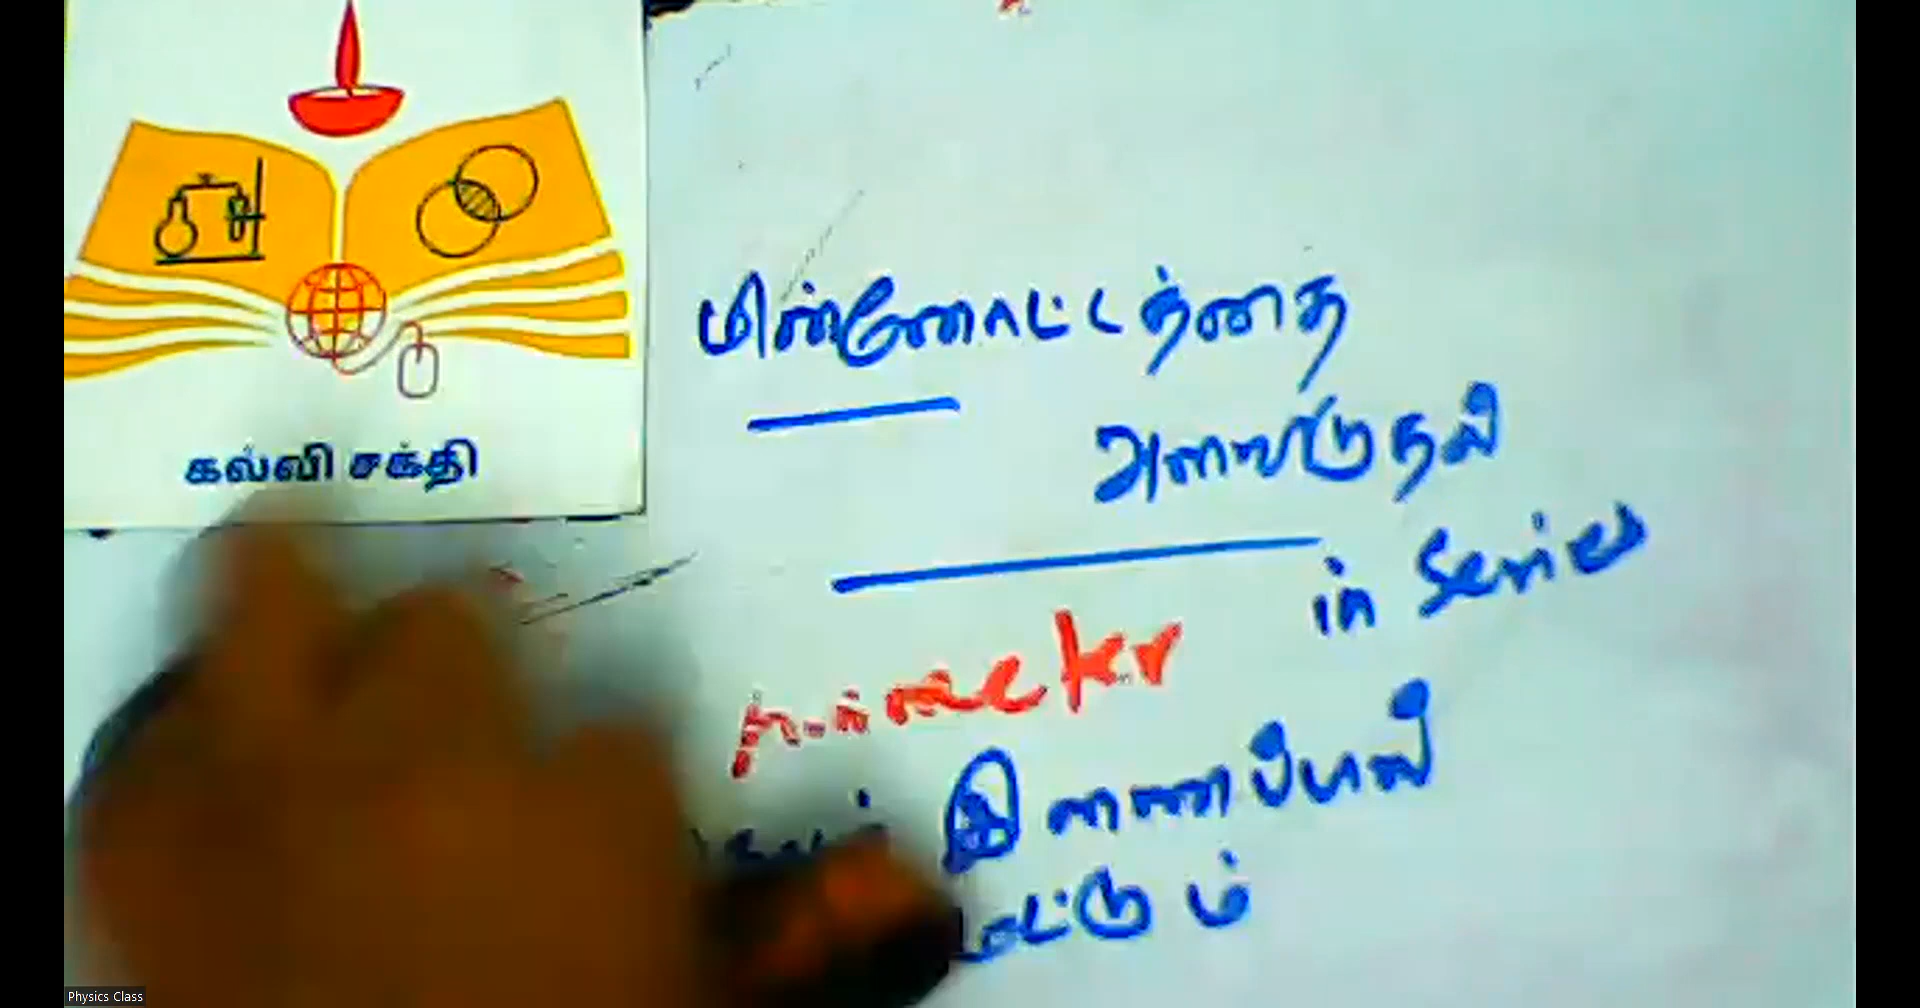 கல்வி சக்தி
மின்னோட்டத்தை
அளவிடுதல்
in Series
இணைப்பில்
மட்டும்
Physics Class